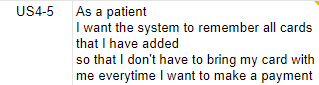 US4-5
As a patient
I want the system to remember all cards
that I have added
so that I don't have to bring my card with
me everytime I want to make a payment